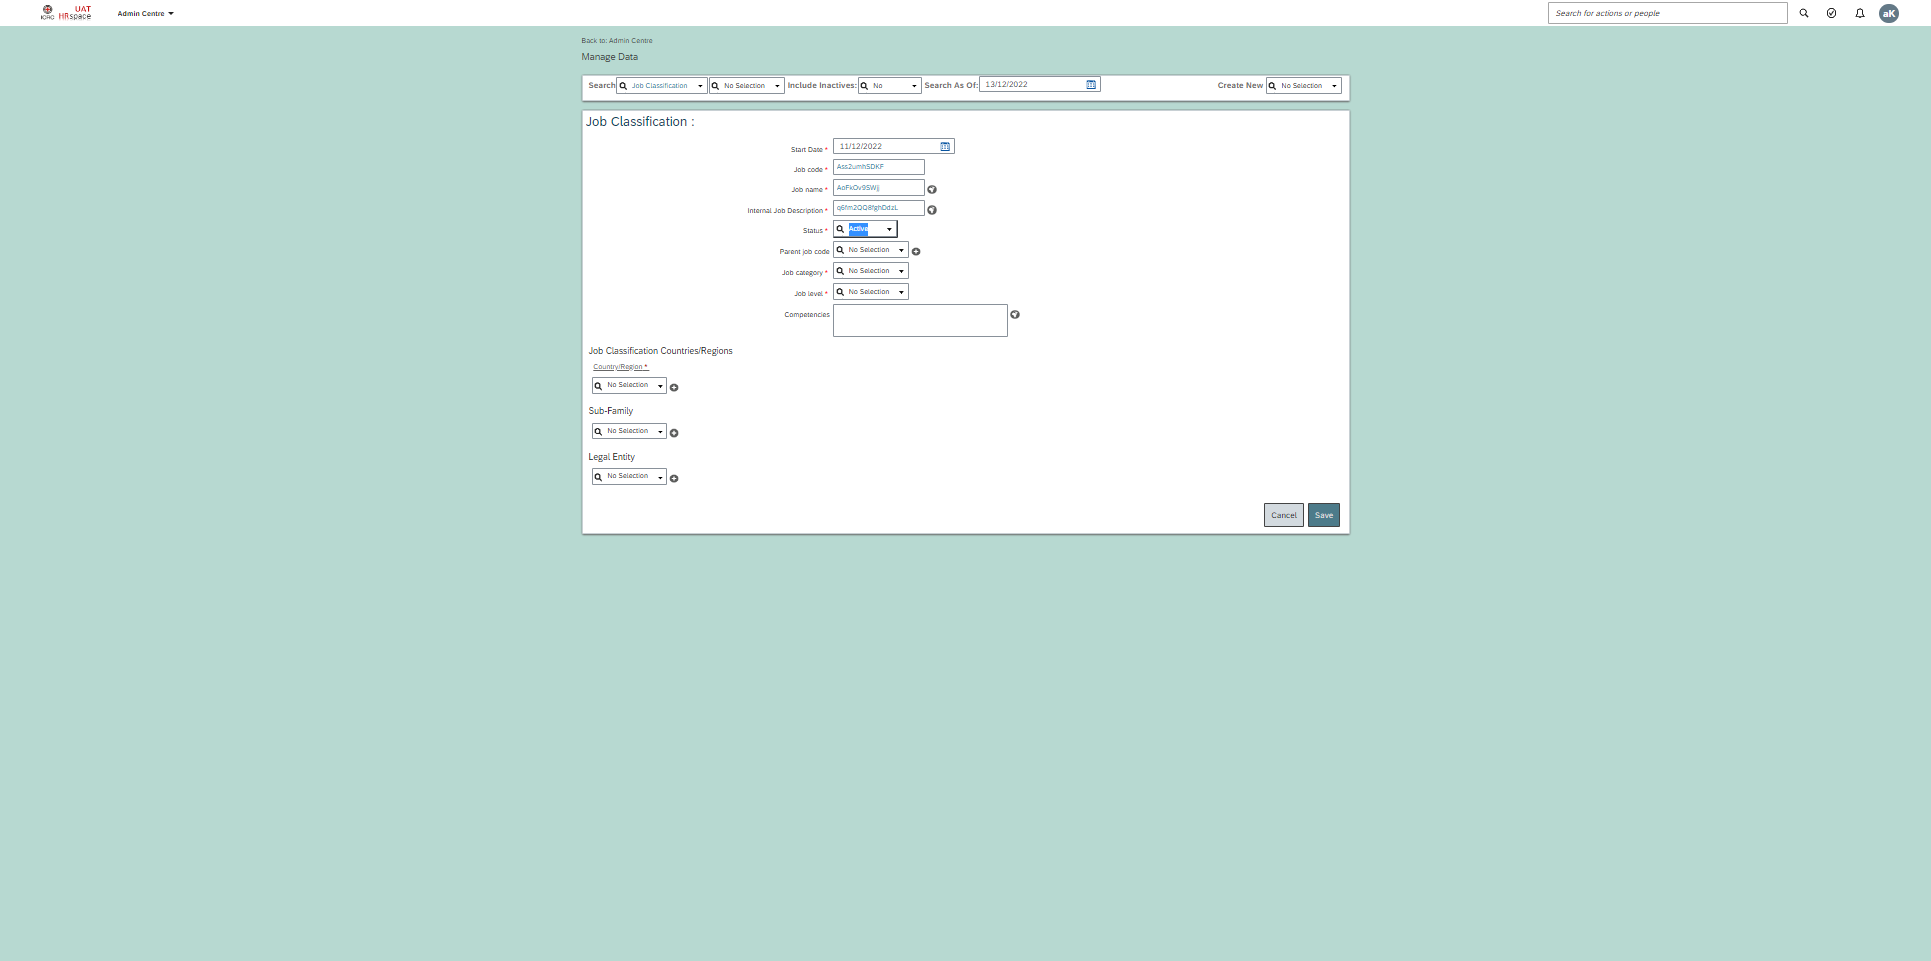 ICRC
UAT
HRspace
Admin Centre
Search for actions or people
aK
Back to: Admin Centre
Manage Data
Search Job Classification No Selection Include Inactives: No Search As Of: 13/12/2022 Create New No Selection
Job Classification :
Start Date * 11/12/2022
Job code * Ass2umhSDKF
Job name * AoFkOv9SWjj
Internal Job Description * q6fm2QQ8fghDdzL
Status * Active
Parent job code No Selection
Job category * No Selection
Job level * No Selection
Competencies
Job Classification Countries/Regions
Country/Region *
No Selection
Sub-Family
No Selection
Legal Entity
No Selection
Cancel Save